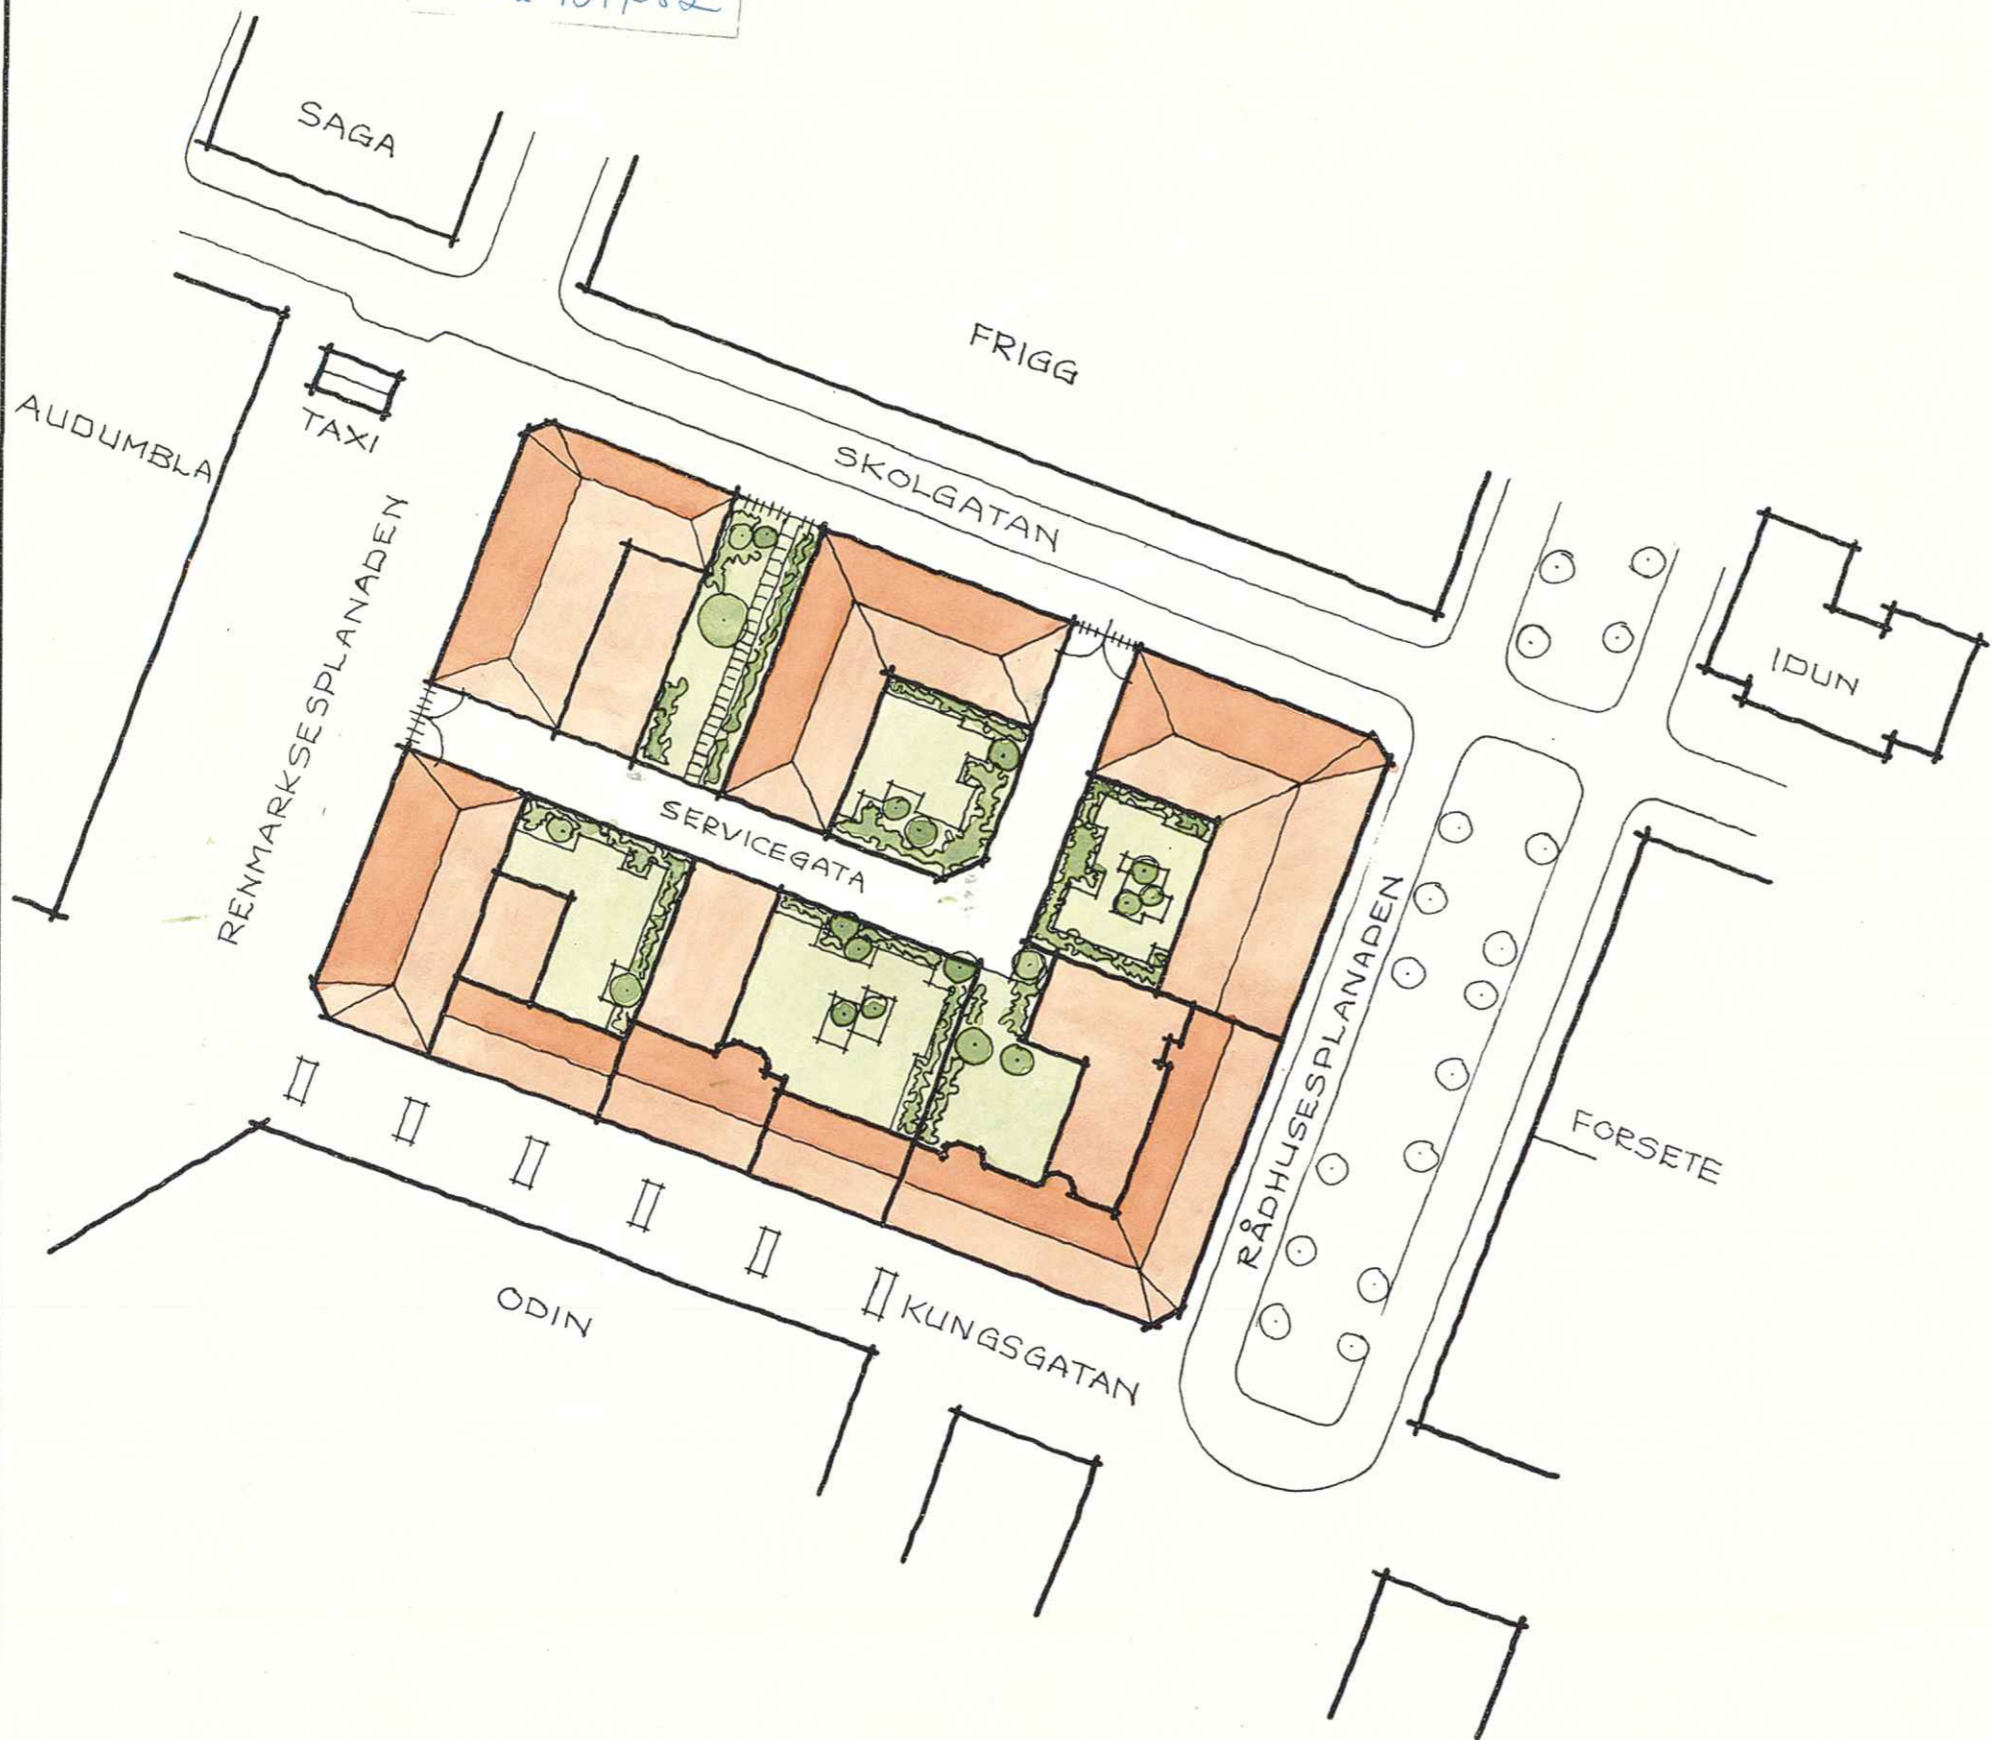 SAGA
FRIGG
AUDUMBLA
TAXI
SKOLGATAN
RENMARKSESPLANADEN
IDUN
SERVICEGATA
RÅDHUSESPLANADEN
FORSETE
ODIN
KUNGSGATAN